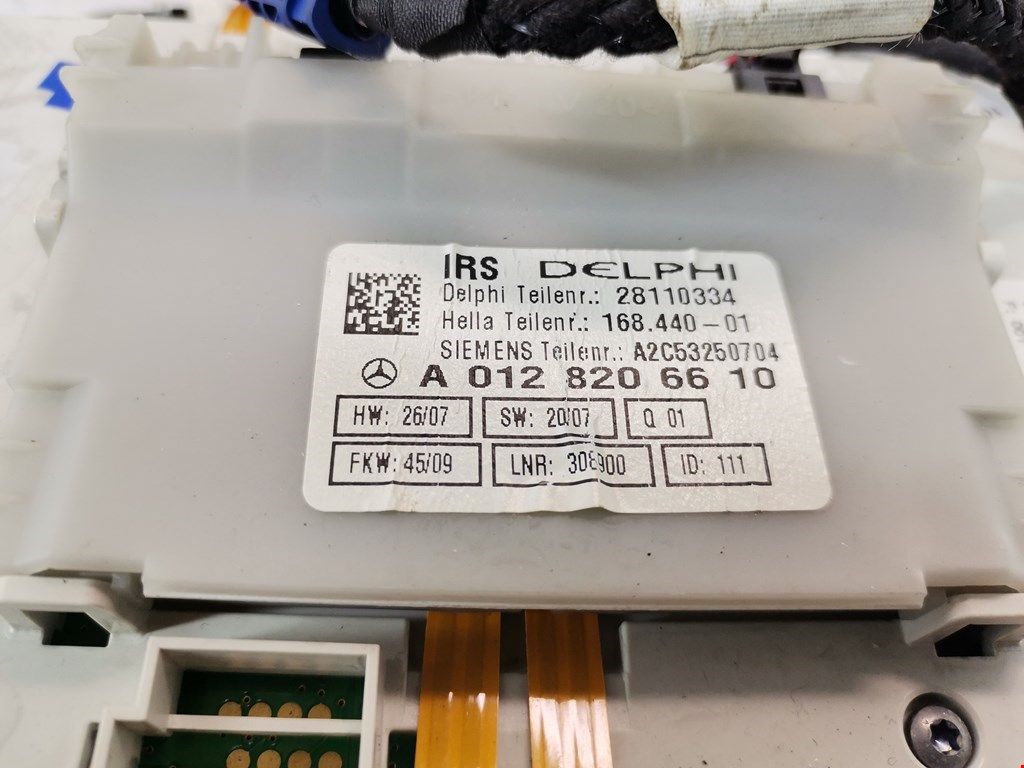 IRS DELPHI
Delphi Teilenr.: 28110334
Hella Teilenr.: 168.440-01
SIEMENS Teilenr.: A2C53250704
A 012 820 66 10
HW: 26/07 SW: 20/07 Q 01
FKW: 45/09 LNR: 308900 ID: 111